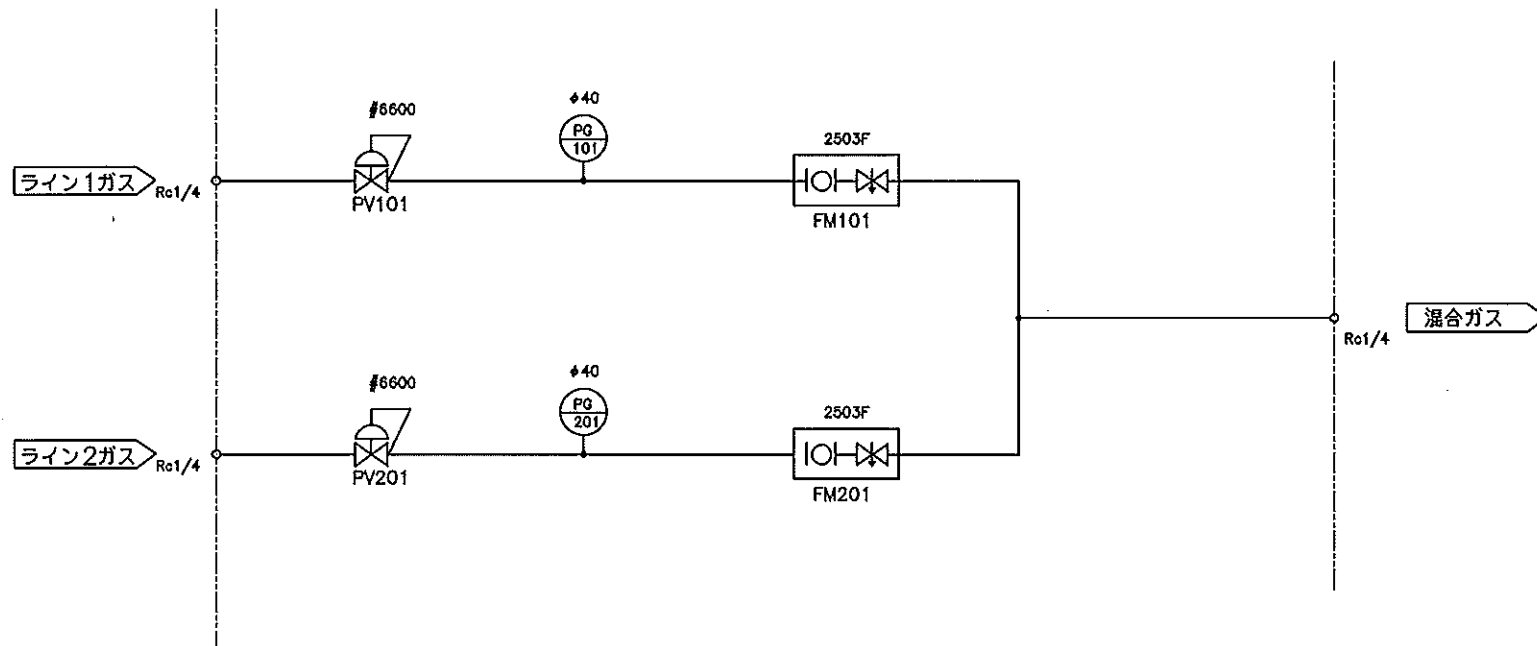 #6600
φ40
PG
101
2503F
ライン1ガス
Rc1/4
PV101
FM101
混合ガス
Rc1/4
#6600
φ40
PG
201
2503F
ライン2ガス
Rc1/4
PV201
FM201